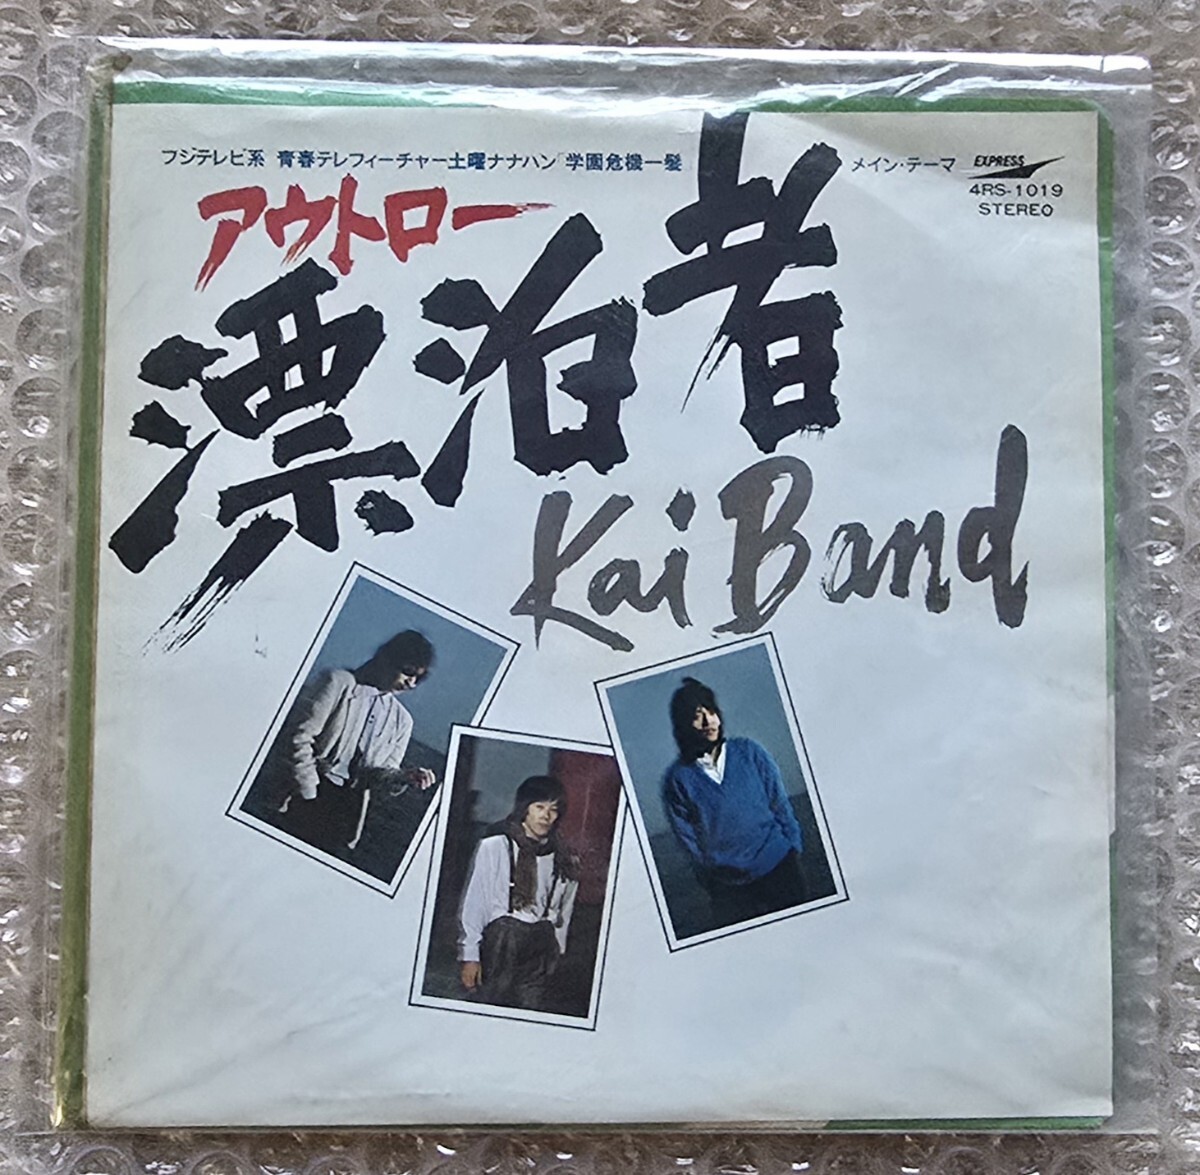 フジテレビ系 青春テレフィーチャー土曜ナナハン「学園危機一髪 メイン・テーマ
EXPRESS
4RS-1019
STEREO
アウトロー
漂泊者
Kai Band